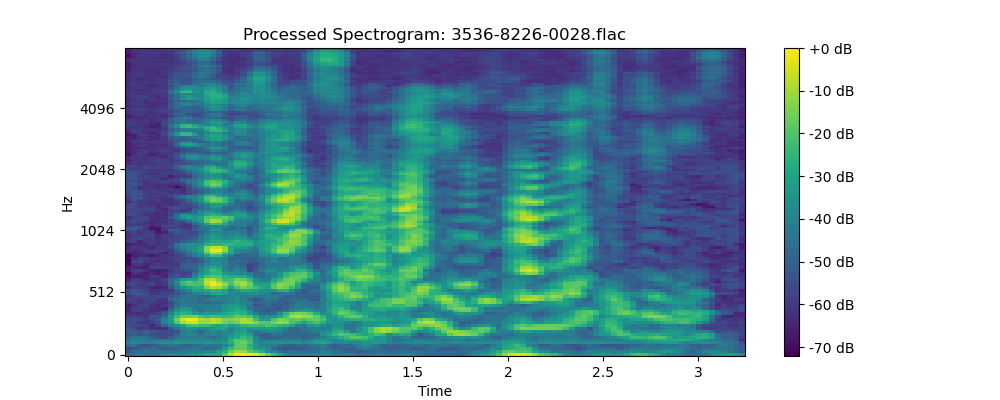 Processed Spectrogram: 3536-8226-0028.flac
Hz
4096
2048
1024
512
0
0
0.5
1
1.5
2
2.5
3
Time
+0 dB
-10 dB
-20 dB
-30 dB
-40 dB
-50 dB
-60 dB
-70 dB